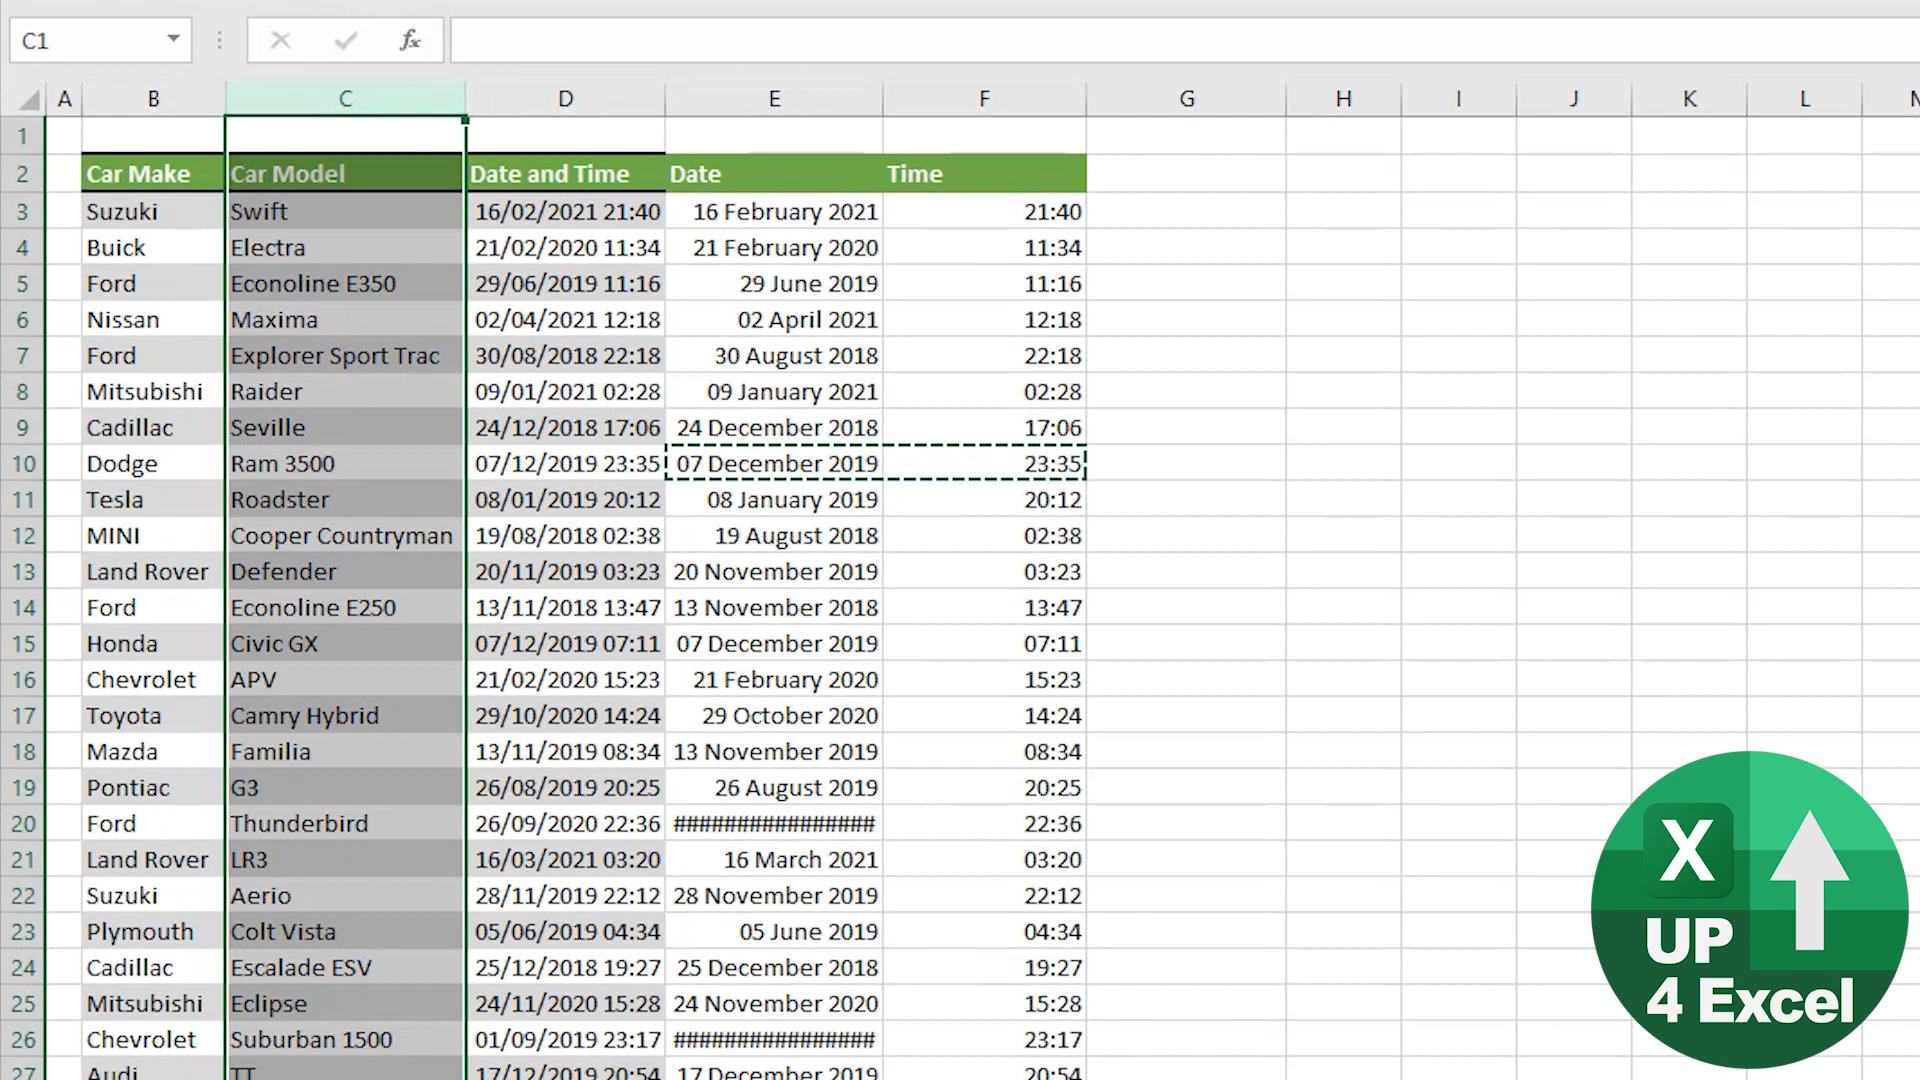 C1 fx
A B C D E F G H I J K L
1
2 Car Make Car Model Date and Time Date Time
3 Suzuki Swift 16/02/2021 21:40 16 February 2021 21:40
4 Buick Electra 21/02/2020 11:34 21 February 2020 11:34
5 Ford Econoline E350 29/06/2019 11:16 29 June 2019 11:16
6 Nissan Maxima 02/04/2021 12:18 02 April 2021 12:18
7 Ford Explorer Sport Trac 30/08/2018 22:18 30 August 2018 22:18
8 Mitsubishi Raider 09/01/2021 02:28 09 January 2021 02:28
9 Cadillac Seville 24/12/2018 17:06 24 December 2018 17:06
10 Dodge Ram 3500 07/12/2019 23:35 07 December 2019 23:35
11 Tesla Roadster 08/01/2019 20:12 08 January 2019 20:12
12 MINI Cooper Countryman 19/08/2018 02:38 19 August 2018 02:38
13 Land Rover Defender 20/11/2019 03:23 20 November 2019 03:23
14 Ford Econoline E250 13/11/2018 13:47 13 November 2018 13:47
15 Honda Civic GX 07/12/2019 07:11 07 December 2019 07:11
16 Chevrolet APV 21/02/2020 15:23 21 February 2020 15:23
17 Toyota Camry Hybrid 29/10/2020 14:24 29 October 2020 14:24
18 Mazda Familia 13/11/2019 08:34 13 November 2019 08:34
19 Pontiac G3 26/08/2019 20:25 26 August 2019 20:25
20 Ford Thunderbird 26/09/2020 22:36 ################ 22:36
21 Land Rover LR3 16/03/2021 03:20 16 March 2021 03:20
22 Suzuki Aerio 28/11/2019 22:12 28 November 2019 22:12
23 Plymouth Colt Vista 05/06/2019 04:34 05 June 2019 04:34
24 Cadillac Escalade ESV 25/12/2018 19:27 25 December 2018 19:27
25 Mitsubishi Eclipse 24/11/2020 15:28 24 November 2020 15:28
26 Chevrolet Suburban 1500 01/09/2019 23:17 ################ 23:17
27 Audi TT 17/12/2019 20:54 17 December 2019 20:54
X
UP
4 Excel